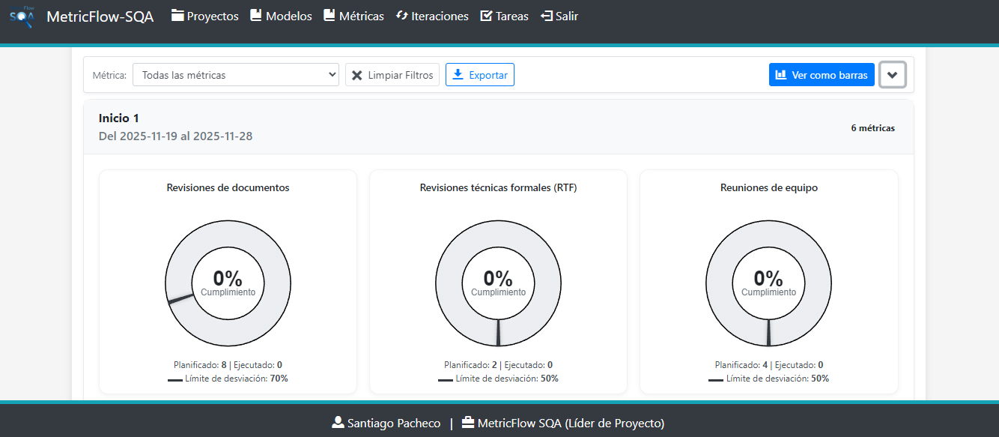 Flow
SQA
MetricFlow-SQA Proyectos Modelos Métricas Iteraciones Tareas Salir
Métrica: Todas las métricas Limpiar Filtros Exportar Ver como barras
Inicio 1
Del 2025-11-19 al 2025-11-28
6 métricas
Revisiones de documentos
0%
Cumplimiento
Planificado: 8 | Ejecutado: 0
Límite de desviación: 70%
Revisiones técnicas formales (RTF)
0%
Cumplimiento
Planificado: 2 | Ejecutado: 0
Límite de desviación: 50%
Reuniones de equipo
0%
Cumplimiento
Planificado: 4 | Ejecutado: 0
Límite de desviación: 50%
Santiago Pacheco | MetricFlow SQA (Líder de Proyecto)